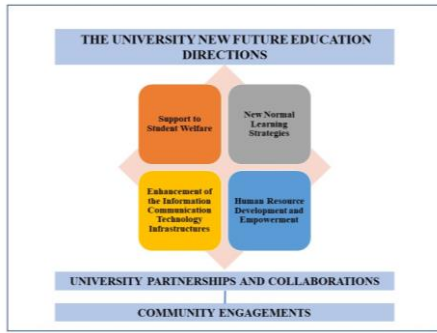 THE UNIVERSITY NEW FUTURE EDUCATION
DIRECTIONS
Support to
Student Welfare
New Normal
Learning
Strategies
Enhancement of
the Information
Communication
Technology
Infrastructures
Human Resource
Development and
Empowerment
UNIVERSITY PARTNERSHIPS AND COLLABORATIONS
COMMUNITY ENGAGEMENTS